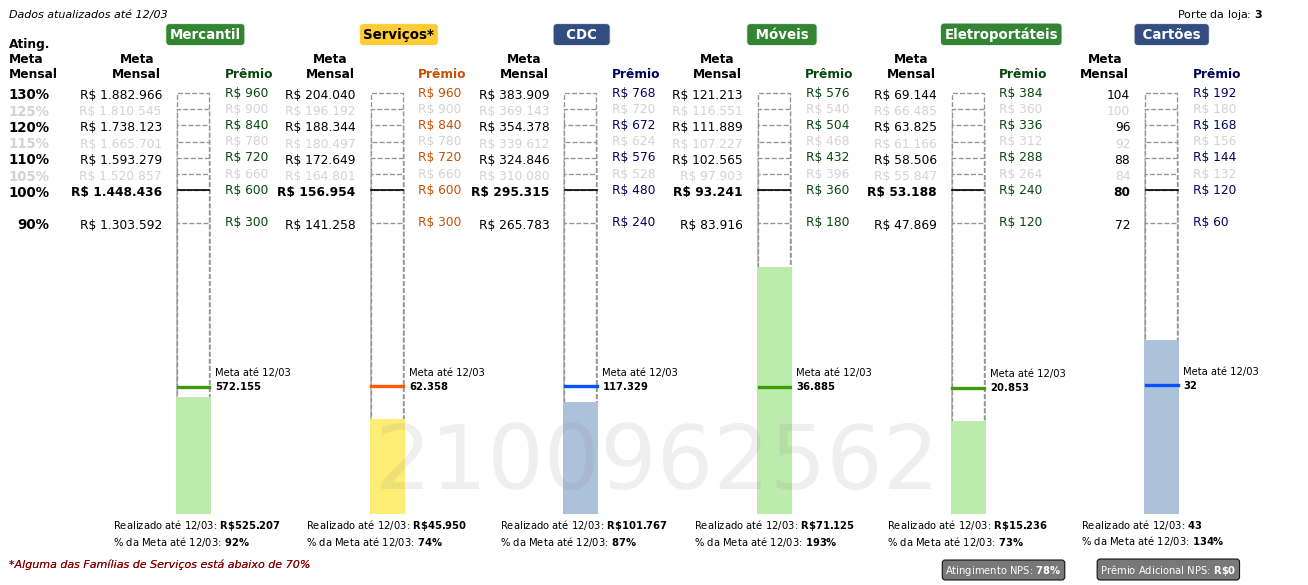 Dados atualizados até 12/03
Porte da loja: 3
Mercantil Serviços* CDC Móveis Eletroportáteis Cartões
Ating. Meta Mensal
Meta Mensal Prêmio Meta Mensal Prêmio Meta Mensal Prêmio Meta Mensal Prêmio Meta Mensal Prêmio Meta Mensal Prêmio
130% R$ 1.882.966 R$ 960 R$ 204.040 R$ 960 R$ 383.909 R$ 768 R$ 121.213 R$ 576 R$ 69.144 R$ 384 104 R$ 192
125% R$ 1.810.545 R$ 900 R$ 196.192 R$ 900 R$ 369.143 R$ 720 R$ 116.551 R$ 540 R$ 66.485 R$ 360 100 R$ 180
120% R$ 1.738.123 R$ 840 R$ 188.344 R$ 840 R$ 354.378 R$ 672 R$ 111.889 R$ 504 R$ 63.825 R$ 336 96 R$ 168
115% R$ 1.665.701 R$ 780 R$ 180.497 R$ 780 R$ 339.612 R$ 624 R$ 107.227 R$ 468 R$ 61.166 R$ 312 92 R$ 156
110% R$ 1.593.279 R$ 720 R$ 172.649 R$ 720 R$ 324.846 R$ 576 R$ 102.565 R$ 432 R$ 58.506 R$ 288 88 R$ 144
105% R$ 1.520.857 R$ 660 R$ 164.801 R$ 660 R$ 310.080 R$ 528 R$ 97.903 R$ 396 R$ 55.847 R$ 264 84 R$ 132
100% R$ 1.448.436 R$ 600 R$ 156.954 R$ 600 R$ 295.315 R$ 480 R$ 93.241 R$ 360 R$ 53.188 R$ 240 80 R$ 120
90% R$ 1.303.592 R$ 300 R$ 141.258 R$ 300 R$ 265.783 R$ 240 R$ 83.916 R$ 180 R$ 47.869 R$ 120 72 R$ 60
Meta até 12/03 Meta até 12/03 Meta até 12/03 Meta até 12/03 Meta até 12/03 Meta até 12/03
572.155 62.358 117.329 36.885 20.853 32
2100962562
Realizado até 12/03: R$525.207 Realizado até 12/03: R$45.950 Realizado até 12/03: R$101.767 Realizado até 12/03: R$71.125 Realizado até 12/03: R$15.236 Realizado até 12/03: 43
% da Meta até 12/03: 92% % da Meta até 12/03: 74% % da Meta até 12/03: 87% % da Meta até 12/03: 193% % da Meta até 12/03: 73% % da Meta até 12/03: 134%
*Alguma das Famílias de Serviços está abaixo de 70%
Atingimento NPS: 78% Prêmio Adicional NPS: R$0